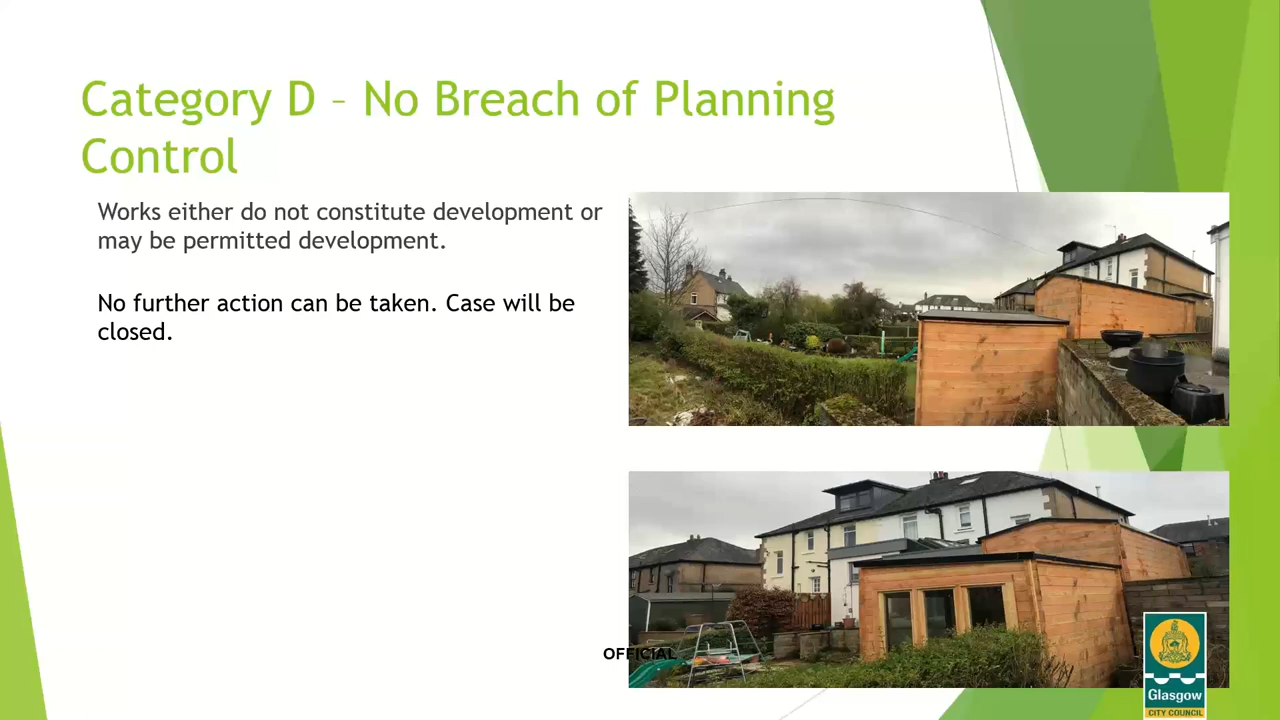 Category D – No Breach of Planning
Control
Works either do not constitute development or
may be permitted development.
No further action can be taken. Case will be
closed.
OFFICIAL
Glasgow
CITY COUNCIL